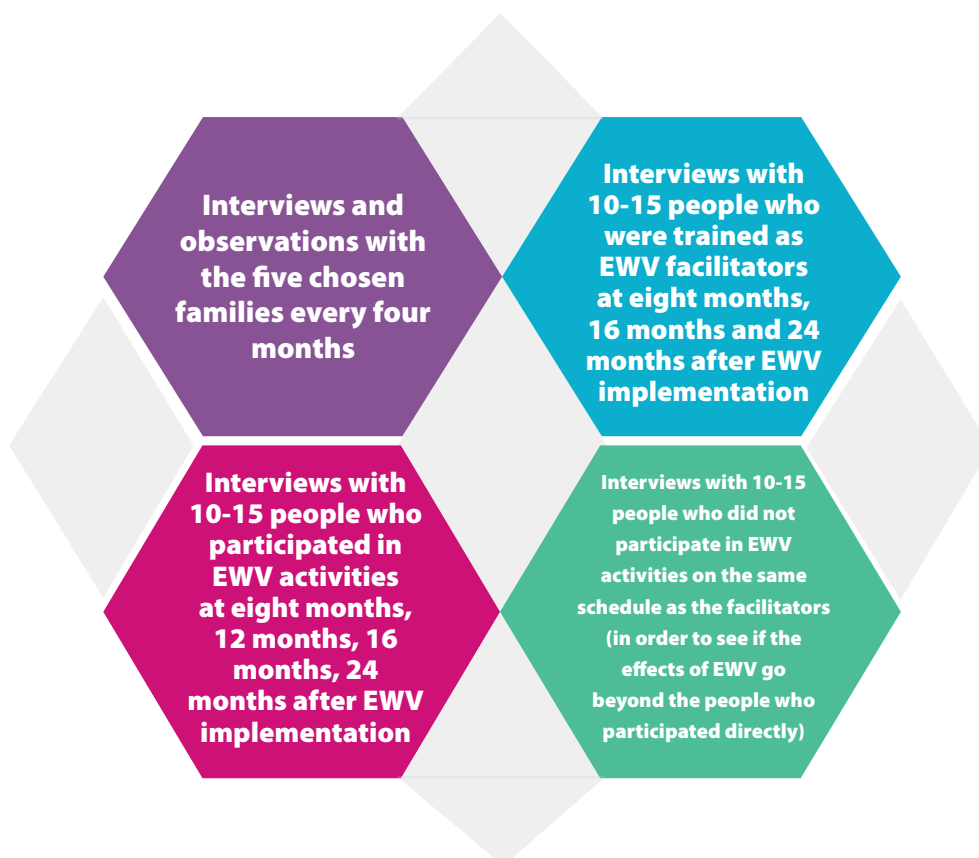 Interviews and
observations with
the five chosen
families every four
months
Interviews with
10-15 people who
were trained as
EWV facilitators
at eight months,
16 months and 24
months after EWV
implementation
Interviews with
10-15 people who
participated in
EWV activities
at eight months,
12 months, 16
months, 24
months after EWV
implementation
Interviews with 10-15
people who did not
participate in EWV
activities on the same
schedule as the facilitators
(in order to see if the
effects of EWV go
beyond the people who
participated directly)